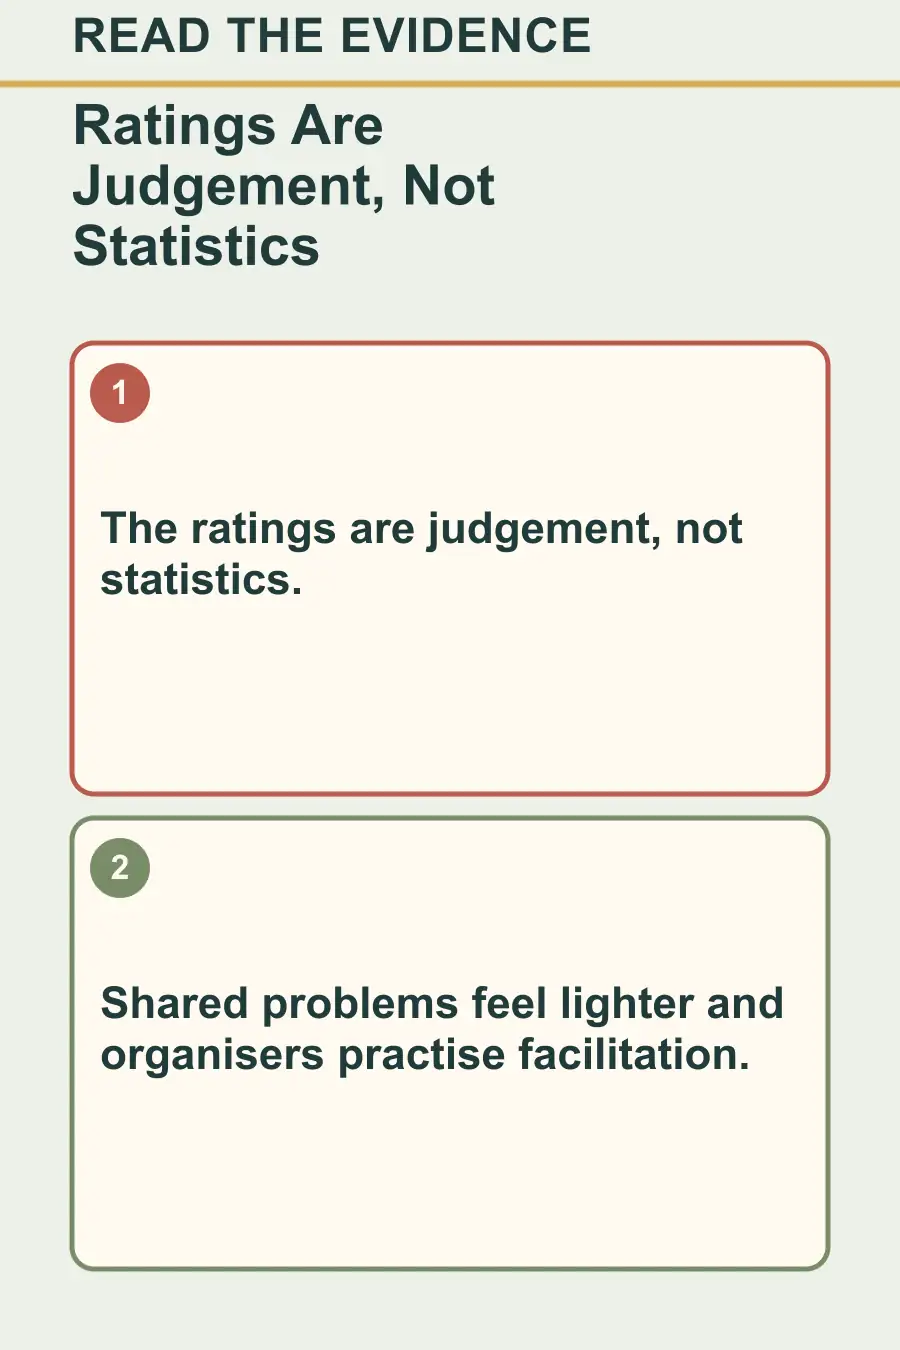 READ THE EVIDENCE
Ratings Are
Judgement, Not
Statistics
1
The ratings are judgement, not
statistics.
2
Shared problems feel lighter and
organisers practise facilitation.